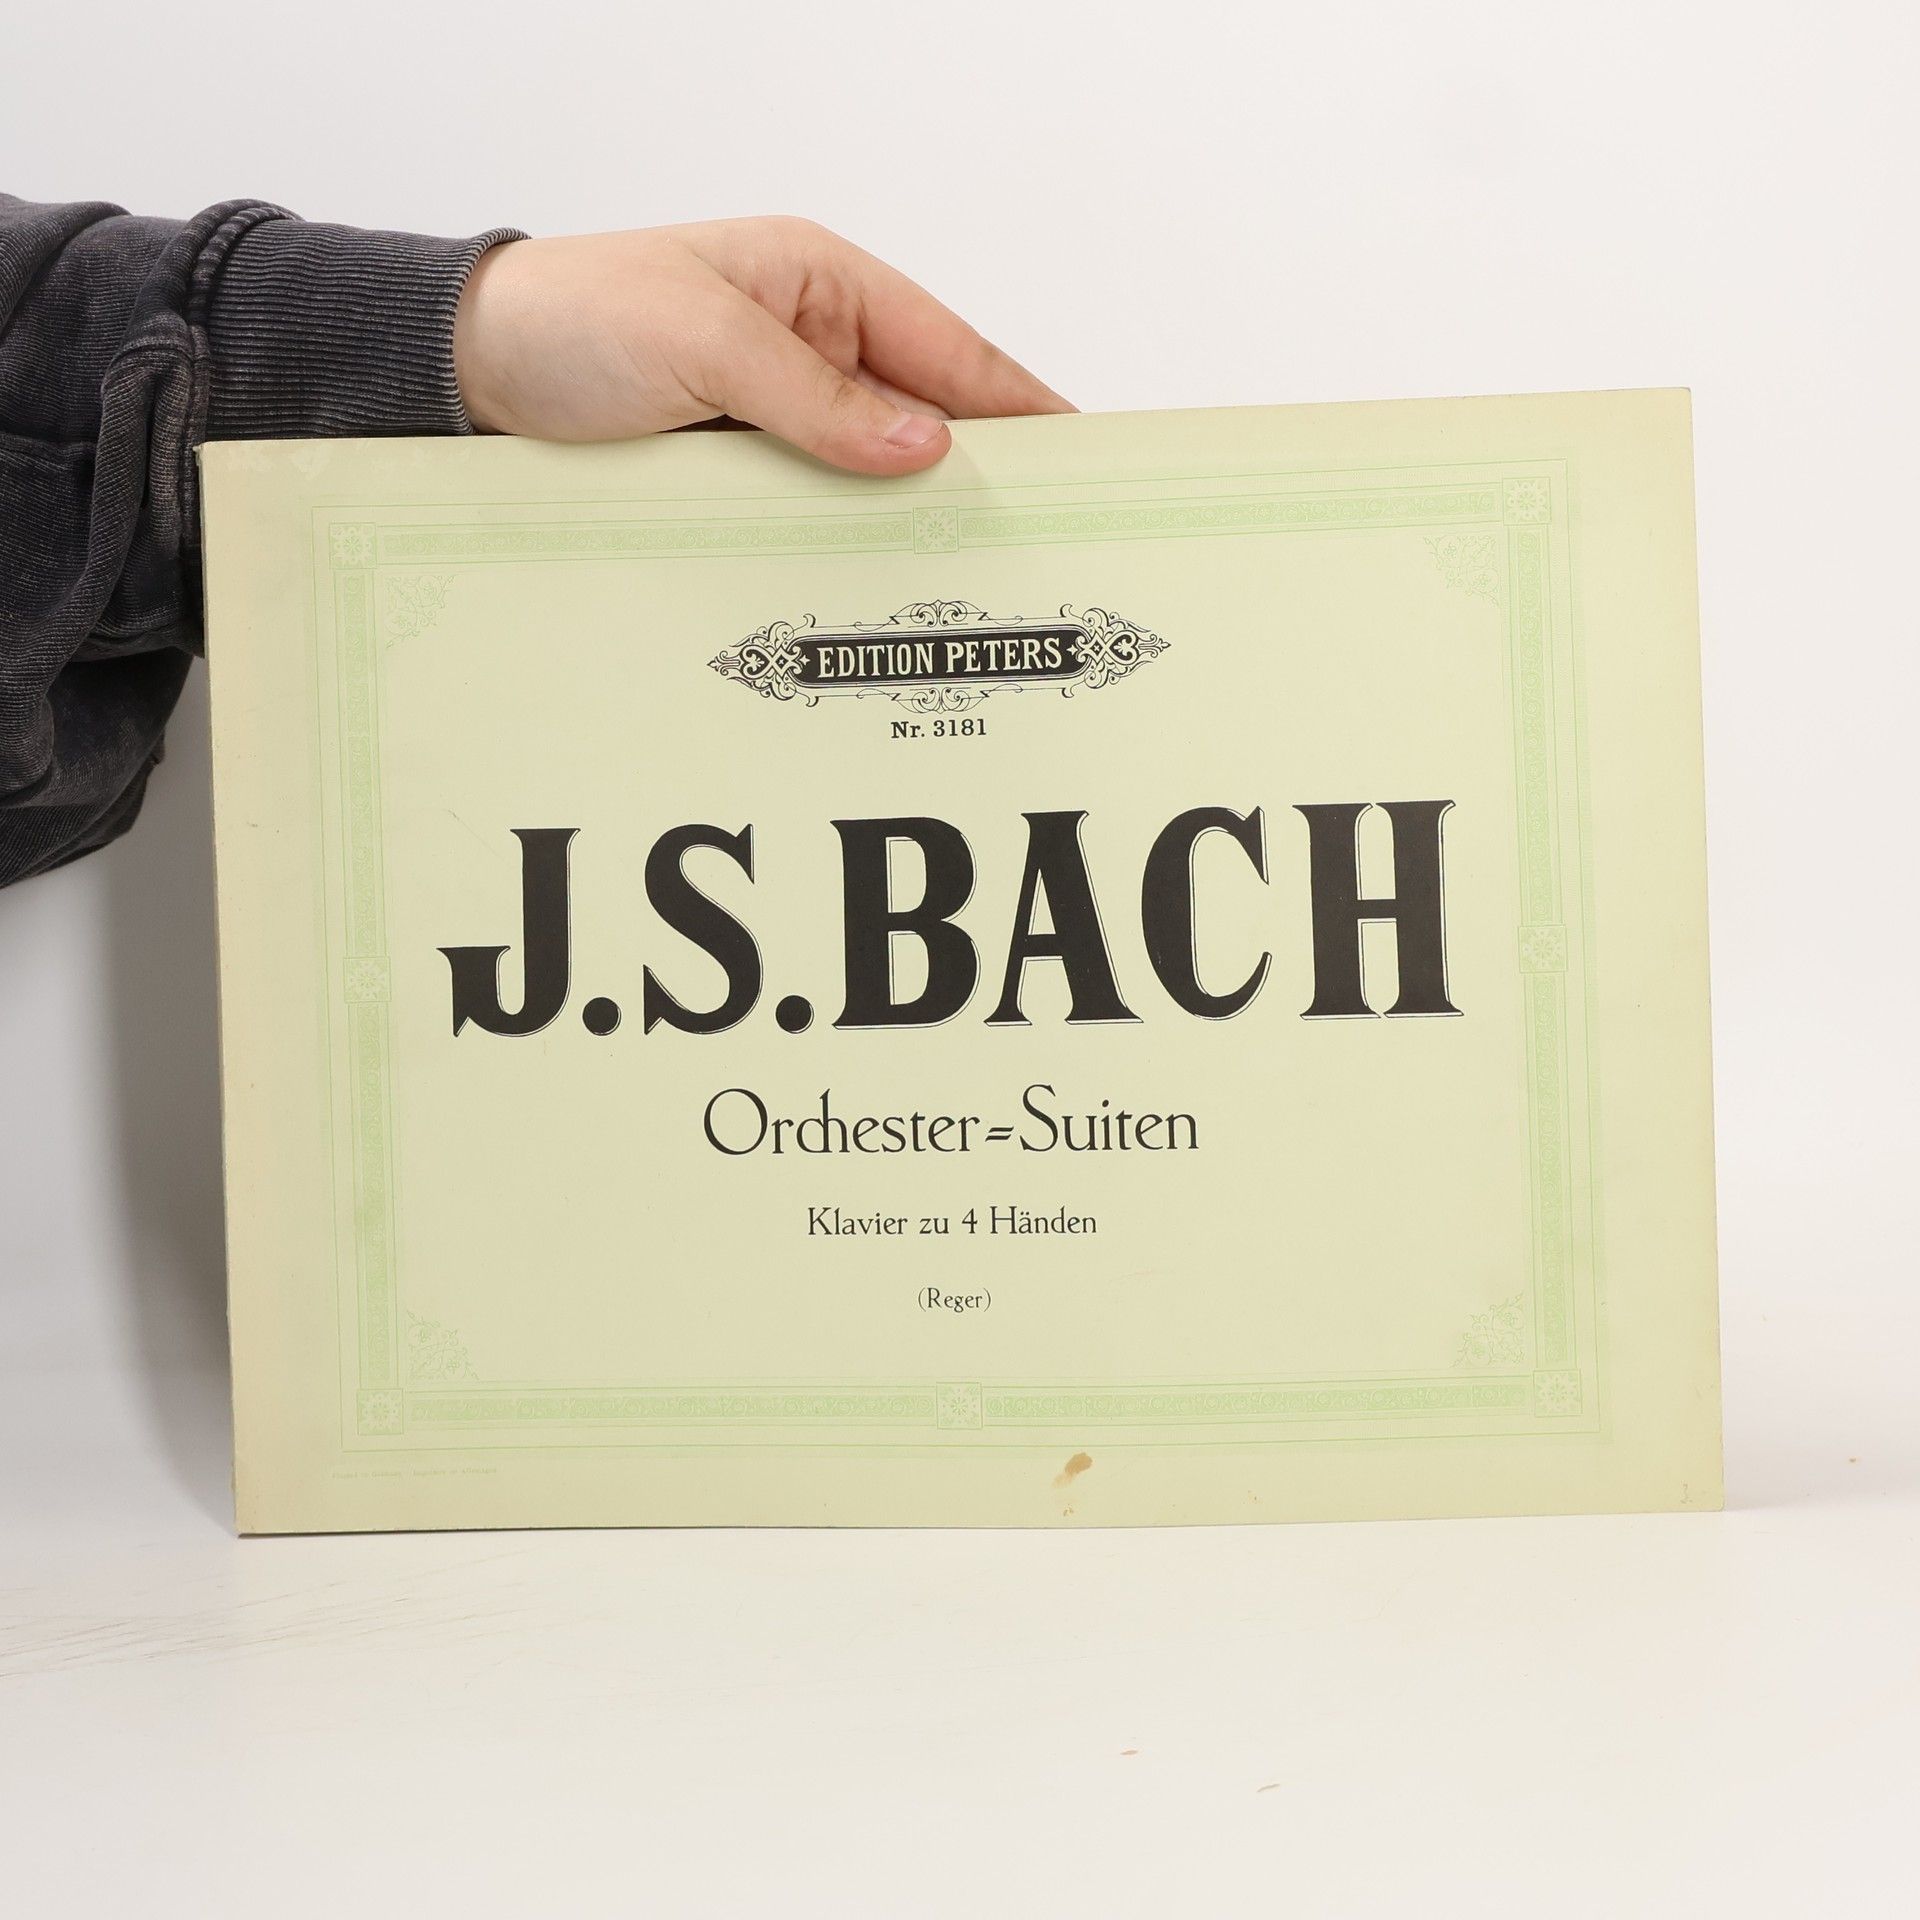 EDITION PETERS
Nr. 3181
J.S.BACH
Orchester=Suiten
Klavier zu 4 Händen
(Reger)